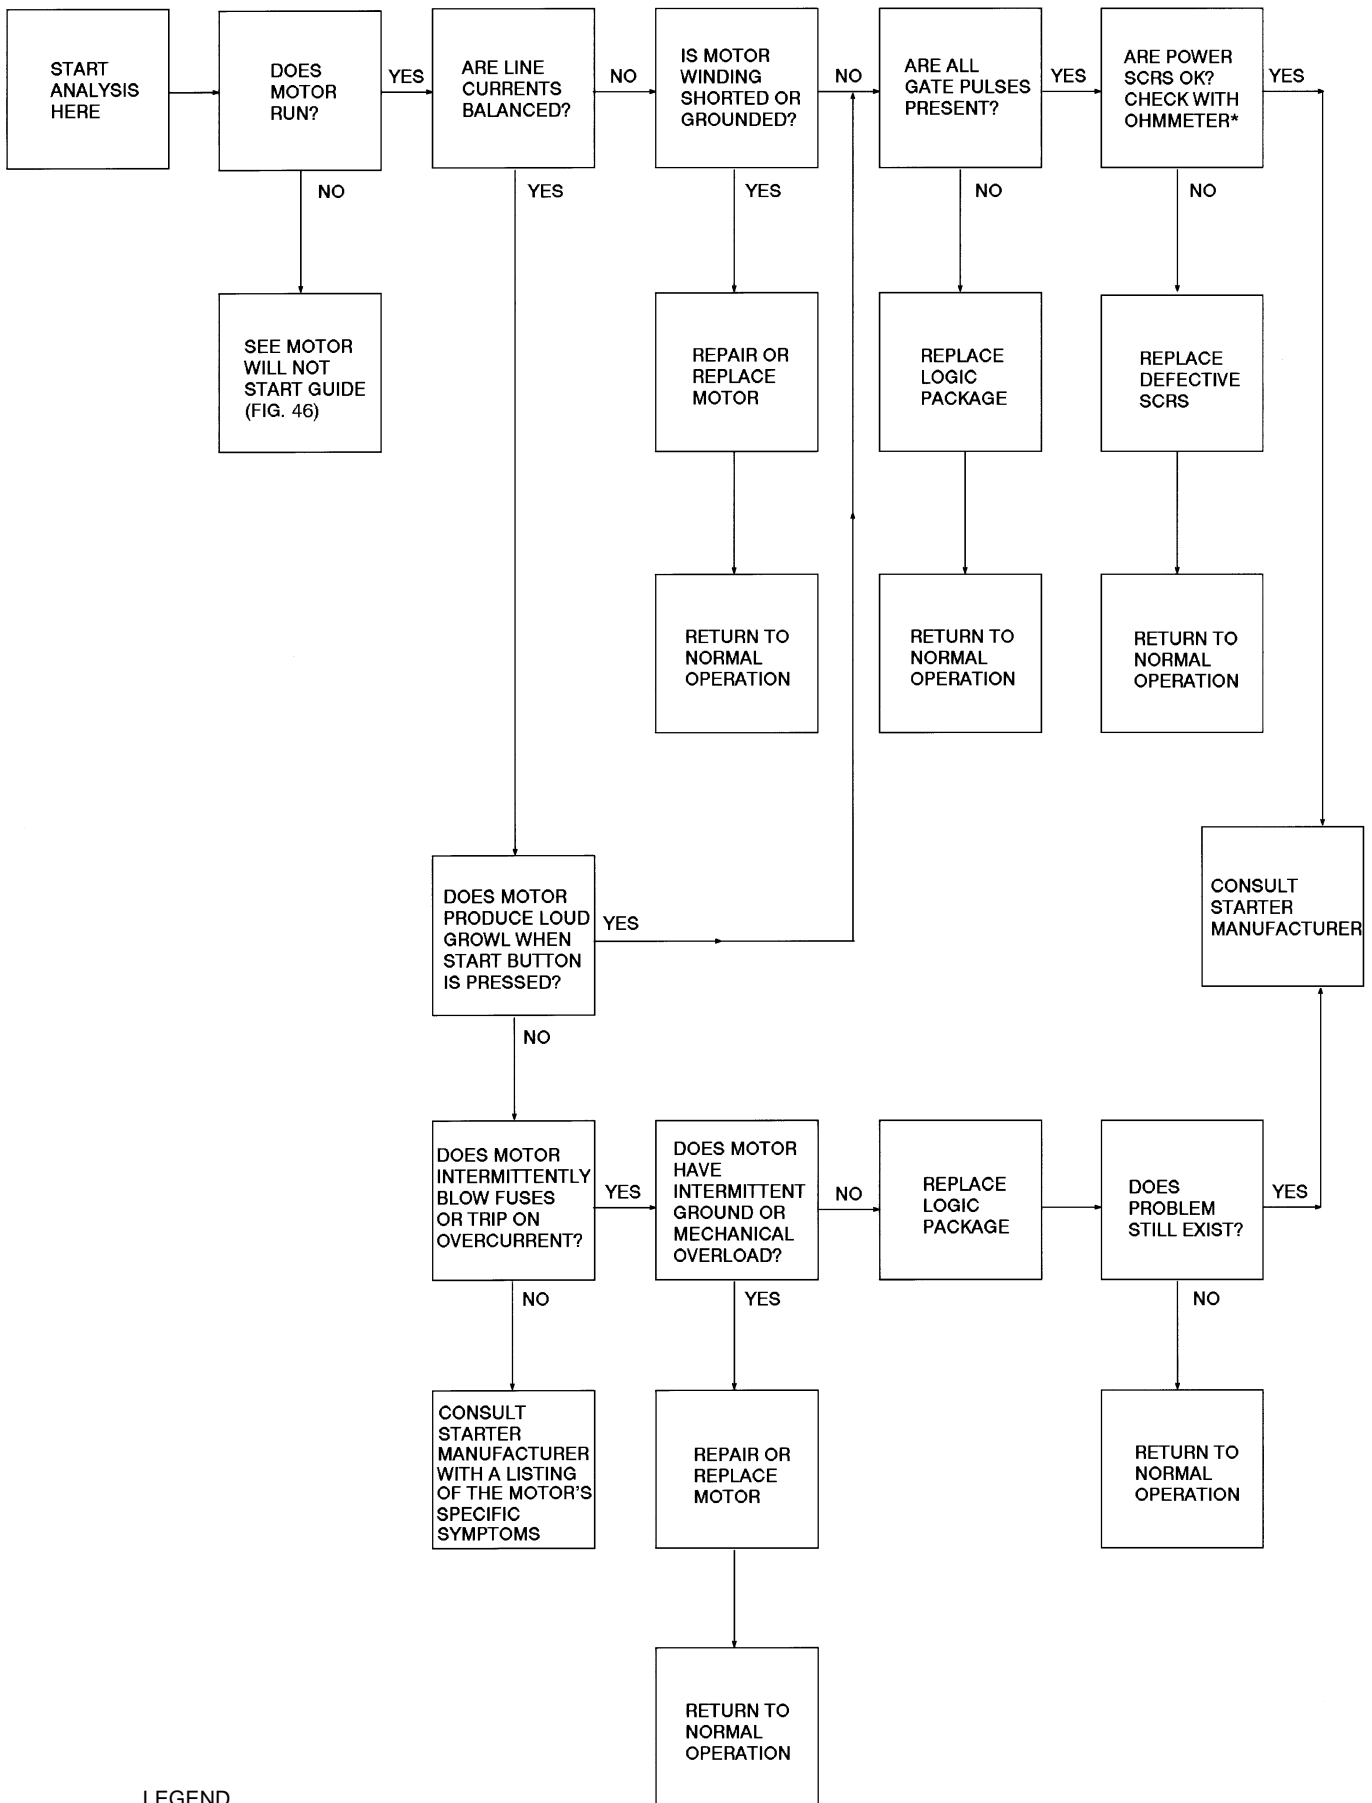 START
ANALYSIS
HERE
DOES
MOTOR
RUN?
YES
ARE LINE
CURRENTS
BALANCED?
NO
IS MOTOR
WINDING
SHORTED OR
GROUNDED?
NO
ARE ALL
GATE PULSES
PRESENT?
YES
ARE POWER
SCRS OK?
CHECK WITH
OHMMETER*
YES
NO
YES
YES
NO
NO
SEE MOTOR
WILL NOT
START GUIDE
(FIG. 46)
REPAIR OR
REPLACE
MOTOR
REPLACE
LOGIC
PACKAGE
REPLACE
DEFECTIVE
SCRS
RETURN TO
NORMAL
OPERATION
RETURN TO
NORMAL
OPERATION
RETURN TO
NORMAL
OPERATION
DOES MOTOR
PRODUCE LOUD
GROWL WHEN
START BUTTON
IS PRESSED?
YES
CONSULT
STARTER
MANUFACTURER
NO
DOES MOTOR
INTERMITTENTLY
BLOW FUSES
OR TRIP ON
OVERCURRENT?
YES
DOES MOTOR
HAVE
INTERMITTENT
GROUND OR
MECHANICAL
OVERLOAD?
NO
REPLACE
LOGIC
PACKAGE
DOES
PROBLEM
STILL EXIST?
YES
NO
YES
NO
CONSULT
STARTER
MANUFACTURER
WITH A LISTING
OF THE MOTOR'S
SPECIFIC
SYMPTOMS
REPAIR OR
REPLACE
MOTOR
RETURN TO
NORMAL
OPERATION
RETURN TO
NORMAL
OPERATION
LEGEND